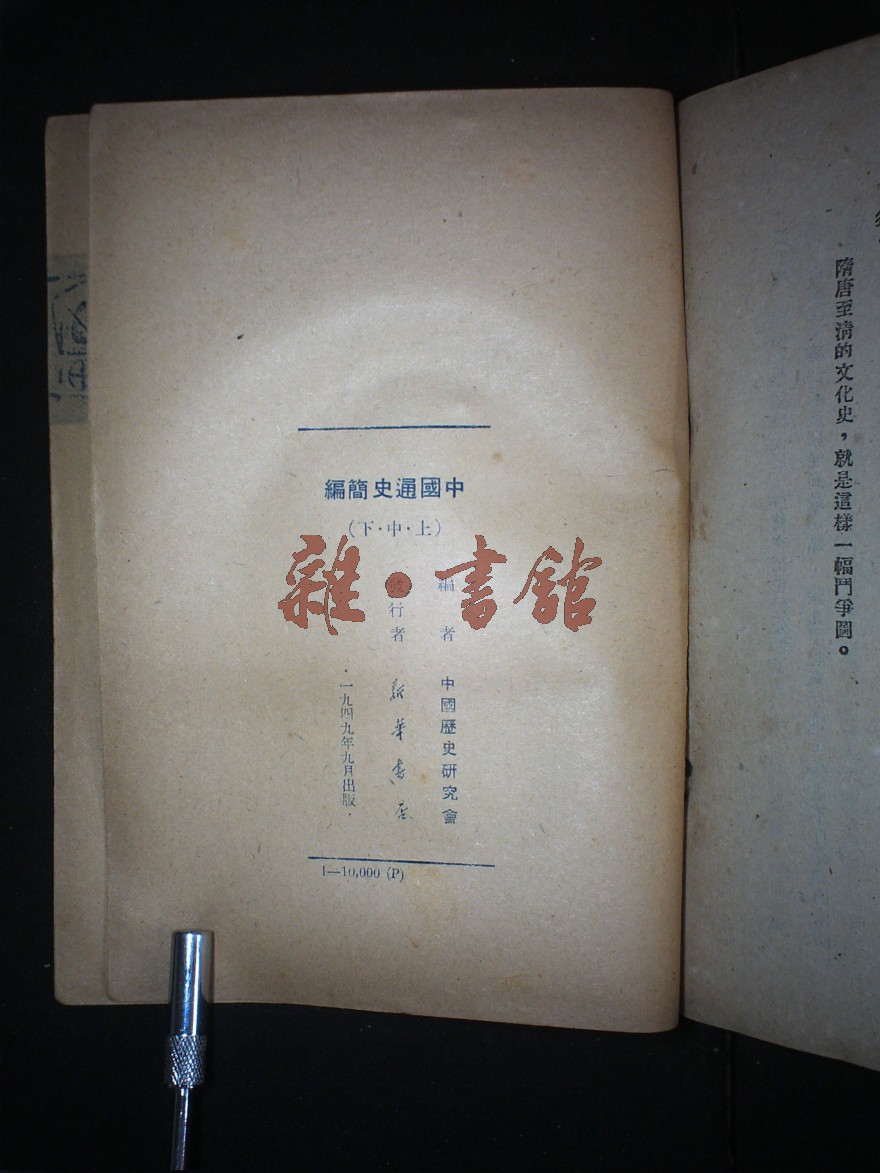 中國通史簡編
（上·中·下）
編者 中國歷史研究會
發行者 新華書店
·一九四九年九月出版·
1—10,000 (P)
雜·書舘
隋唐至清的文化史，就是這樣一幅鬥爭圖。